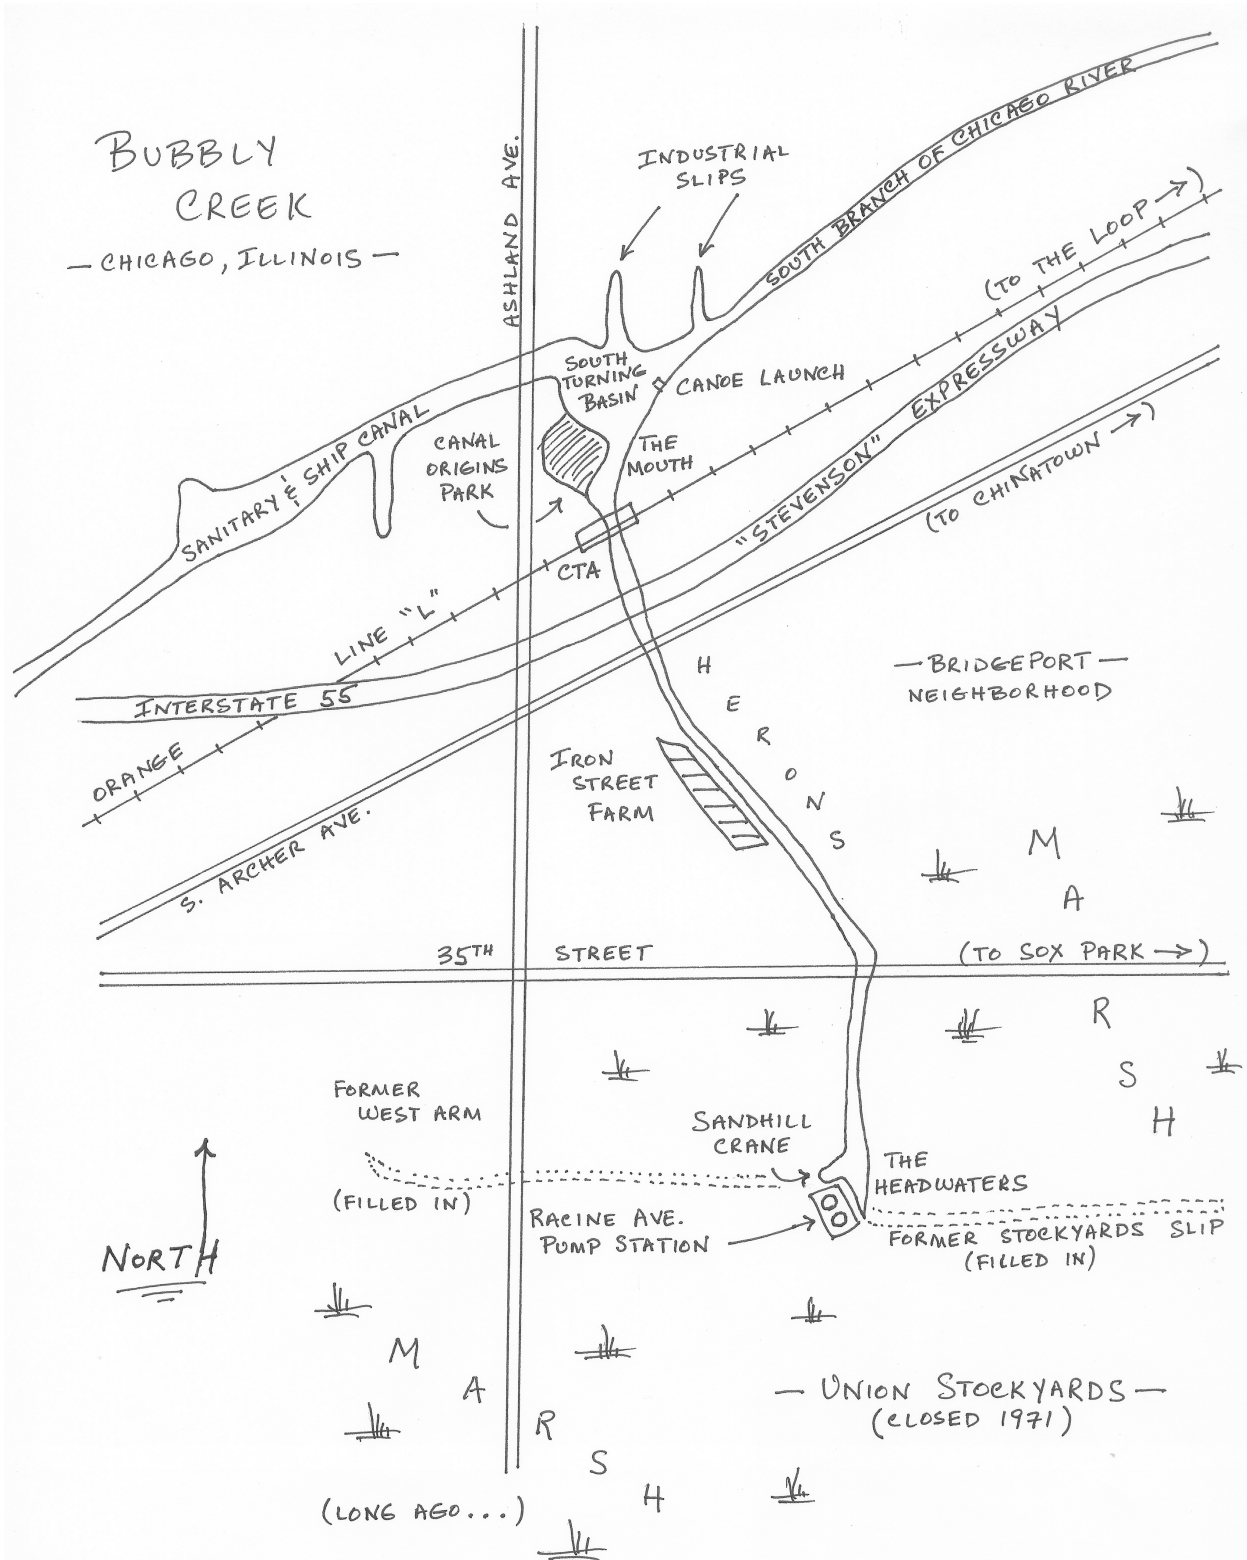 BUBBLY
CREEK
— CHICAGO, ILLINOIS —
ASHLAND AVE.
INDUSTRIAL
SLIPS
SOUTH BRANCH OF CHICAGO RIVER
(TO THE LOOP →)
SOUTH
TURNING
BASIN
CANOE LAUNCH
SANITARY & SHIP CANAL
CANAL
ORIGINS
PARK
THE
MOUTH
"STEVENSON" EXPRESSWAY
(TO CHINATOWN →)
CTA
LINE "L"
INTERSTATE 55
ORANGE
S. ARCHER AVE.
HERONS
— BRIDGEPORT —
NEIGHBORHOOD
IRON
STREET
FARM
MARSH
35TH STREET
(TO SOX PARK →)
FORMER
WEST ARM
(FILLED IN)
SANDHILL
CRANE
THE
HEADWATERS
RACINE AVE.
PUMP STATION
FORMER STOCKYARDS SLIP
(FILLED IN)
NORTH
MARSH
— UNION STOCKYARDS —
(CLOSED 1971)
(LONG AGO...)